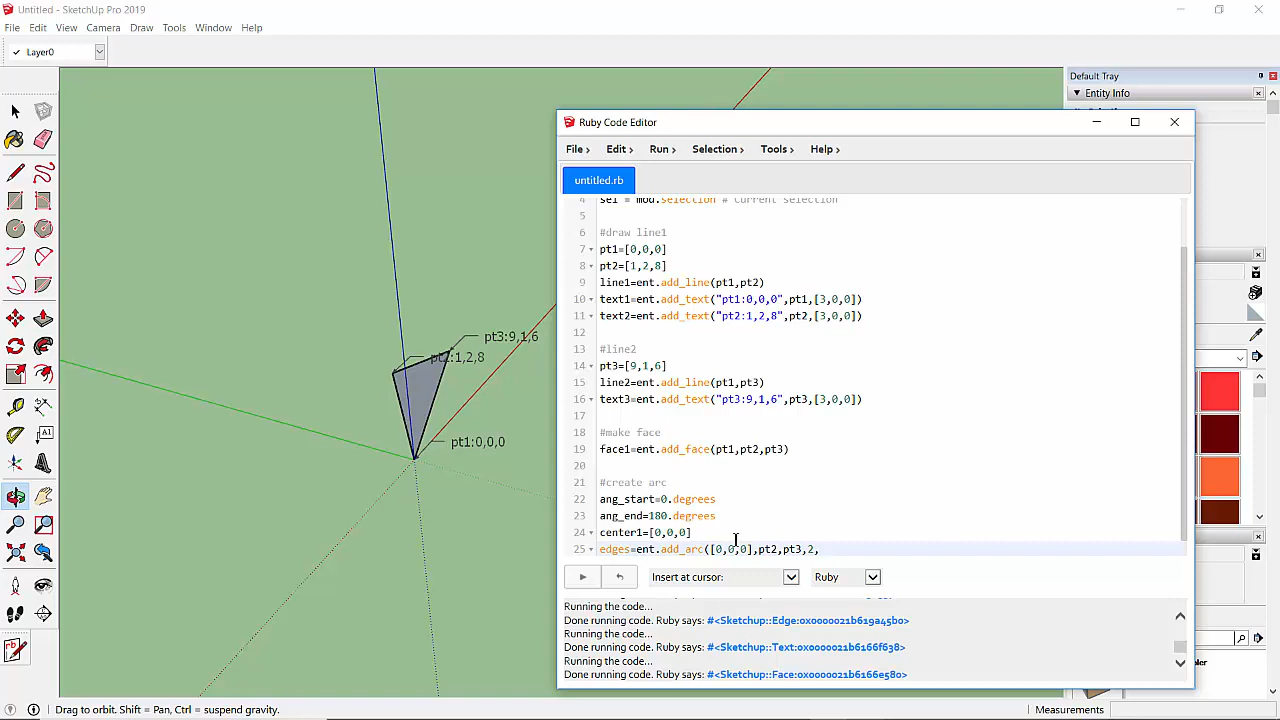 Untitled - SketchUp Pro 2019
File Edit View Camera Draw Tools Window Help
Layer0
Default Tray
Entity Info
Ruby Code Editor
File Edit Run Selection Tools Help
untitled.rb
4 sel = mod.selection # Current selection
5
6 #draw line1
7 pt1=[0,0,0]
8 pt2=[1,2,8]
9 line1=ent.add_line(pt1,pt2)
10 text1=ent.add_text("pt1:0,0,0",pt1,[3,0,0])
11 text2=ent.add_text("pt2:1,2,8",pt2,[3,0,0])
12
13 #line2
14 pt3=[9,1,6]
15 line2=ent.add_line(pt1,pt3)
16 text3=ent.add_text("pt3:9,1,6",pt3,[3,0,0])
17
18 #make face
19 face1=ent.add_face(pt1,pt2,pt3)
20
21 #create arc
22 ang_start=0.degrees
23 ang_end=180.degrees
24 center1=[0,0,0]
25 edges=ent.add_arc([0,0,0],pt2,pt3,2,
Insert at cursor: Ruby
Running the code...
Done running code. Ruby says: #<Sketchup::Edge:0x0000021b619a45b0>
Running the code...
Done running code. Ruby says: #<Sketchup::Text:0x0000021b6166f638>
Running the code...
Done running code. Ruby says: #<Sketchup::Face:0x0000021b6166e580>
pt3:9,1,6
pt2:1,2,8
pt1:0,0,0
Drag to orbit. Shift = Pan, Ctrl = suspend gravity.
Measurements